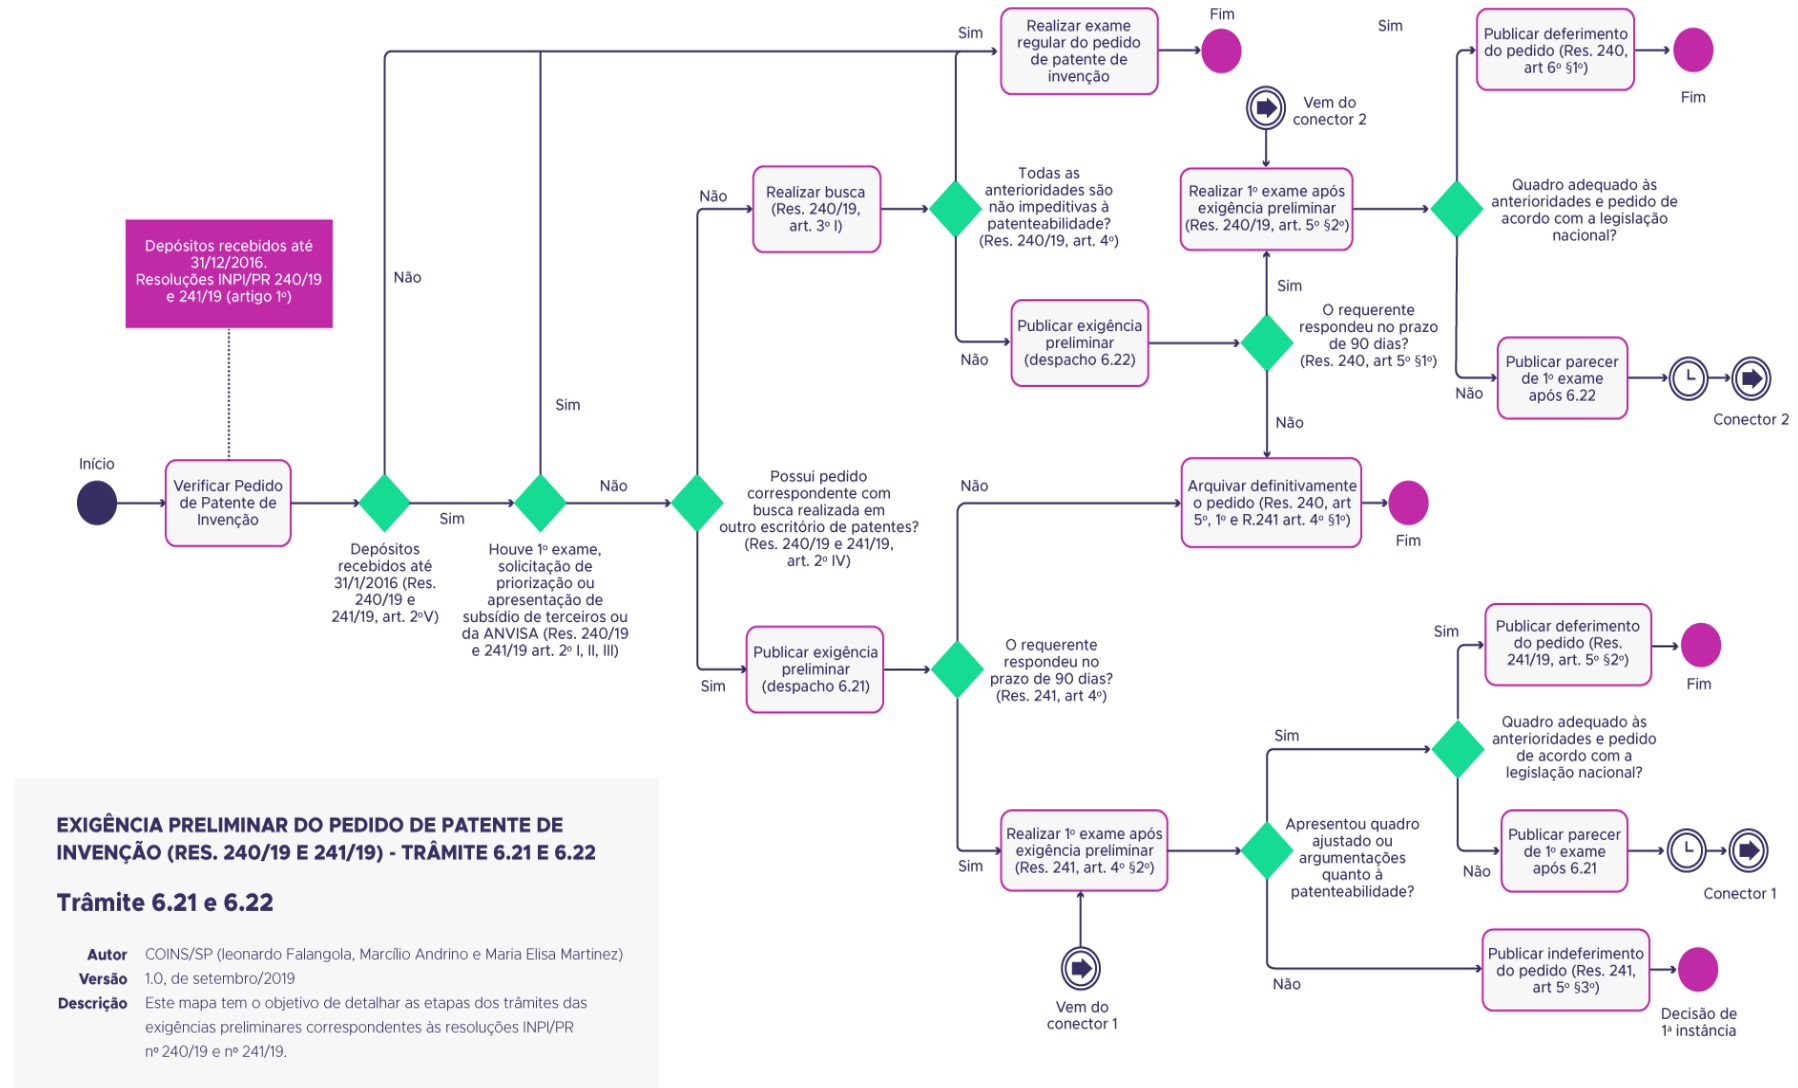 Início
Verificar Pedido
de Patente de
Invenção
Depósitos recebidos até
31/12/2016.
Resoluções INPI/PR 240/19
e 241/19 (artigo 1º)
Não
Sim
Depósitos
recebidos até
31/1/2016 (Res.
240/19 e
241/19, art. 2ºV)
Sim
Não
Houve 1º exame,
solicitação de
priorização ou
apresentação de
subsídio de terceiros ou
da ANVISA (Res. 240/19
e 241/19 art. 2º I, II, III)
Possui pedido
correspondente com
busca realizada em
outro escritório de patentes?
(Res. 240/19 e 241/19,
art. 2º IV)
Não
Realizar busca
(Res. 240/19,
art. 3º I)
Todas as
anterioridades são
não impeditivas à
patenteabilidade?
(Res. 240/19, art. 4º)
Sim
Realizar exame
regular do pedido
de patente de
invenção
Fim
Não
Publicar exigência
preliminar
(despacho 6.22)
O requerente
respondeu no prazo
de 90 dias?
(Res. 240, art 5º §1º)
Sim
Não
Vem do
conector 2
Realizar 1º exame após
exigência preliminar
(Res. 240/19, art. 5º §2º)
Quadro adequado às
anterioridades e pedido de
acordo com a legislação
nacional?
Sim
Publicar deferimento
do pedido (Res. 240,
art 6º §1º)
Fim
Não
Publicar parecer
de 1º exame
após 6.22
Conector 2
Arquivar definitivamente
o pedido (Res. 240, art
5º, 1º e R.241 art. 4º §1º)
Fim
Sim
Publicar exigência
preliminar
(despacho 6.21)
O requerente
respondeu no
prazo de 90 dias?
(Res. 241, art 4º)
Não
Sim
Realizar 1º exame após
exigência preliminar
(Res. 241, art. 4º §2º)
Vem do
conector 1
Apresentou quadro
ajustado ou
argumentações
quanto à
patenteabilidade?
Sim
Quadro adequado às
anterioridades e pedido
de acordo com a
legislação nacional?
Sim
Publicar deferimento
do pedido (Res.
241/19, art. 5º §2º)
Fim
Não
Publicar parecer
de 1º exame
após 6.21
Conector 1
Não
Publicar indeferimento
do pedido (Res. 241,
art 5º §3º)
Decisão de
1ª instância
EXIGÊNCIA PRELIMINAR DO PEDIDO DE PATENTE DE
INVENÇÃO (RES. 240/19 E 241/19) - TRÂMITE 6.21 E 6.22
Trâmite 6.21 e 6.22
Autor COINS/SP (leonardo Falangola, Marcílio Andrino e Maria Elisa Martinez)
Versão 1.0, de setembro/2019
Descrição Este mapa tem o objetivo de detalhar as etapas dos trâmites das
exigências preliminares correspondentes às resoluções INPI/PR
nº 240/19 e nº 241/19.